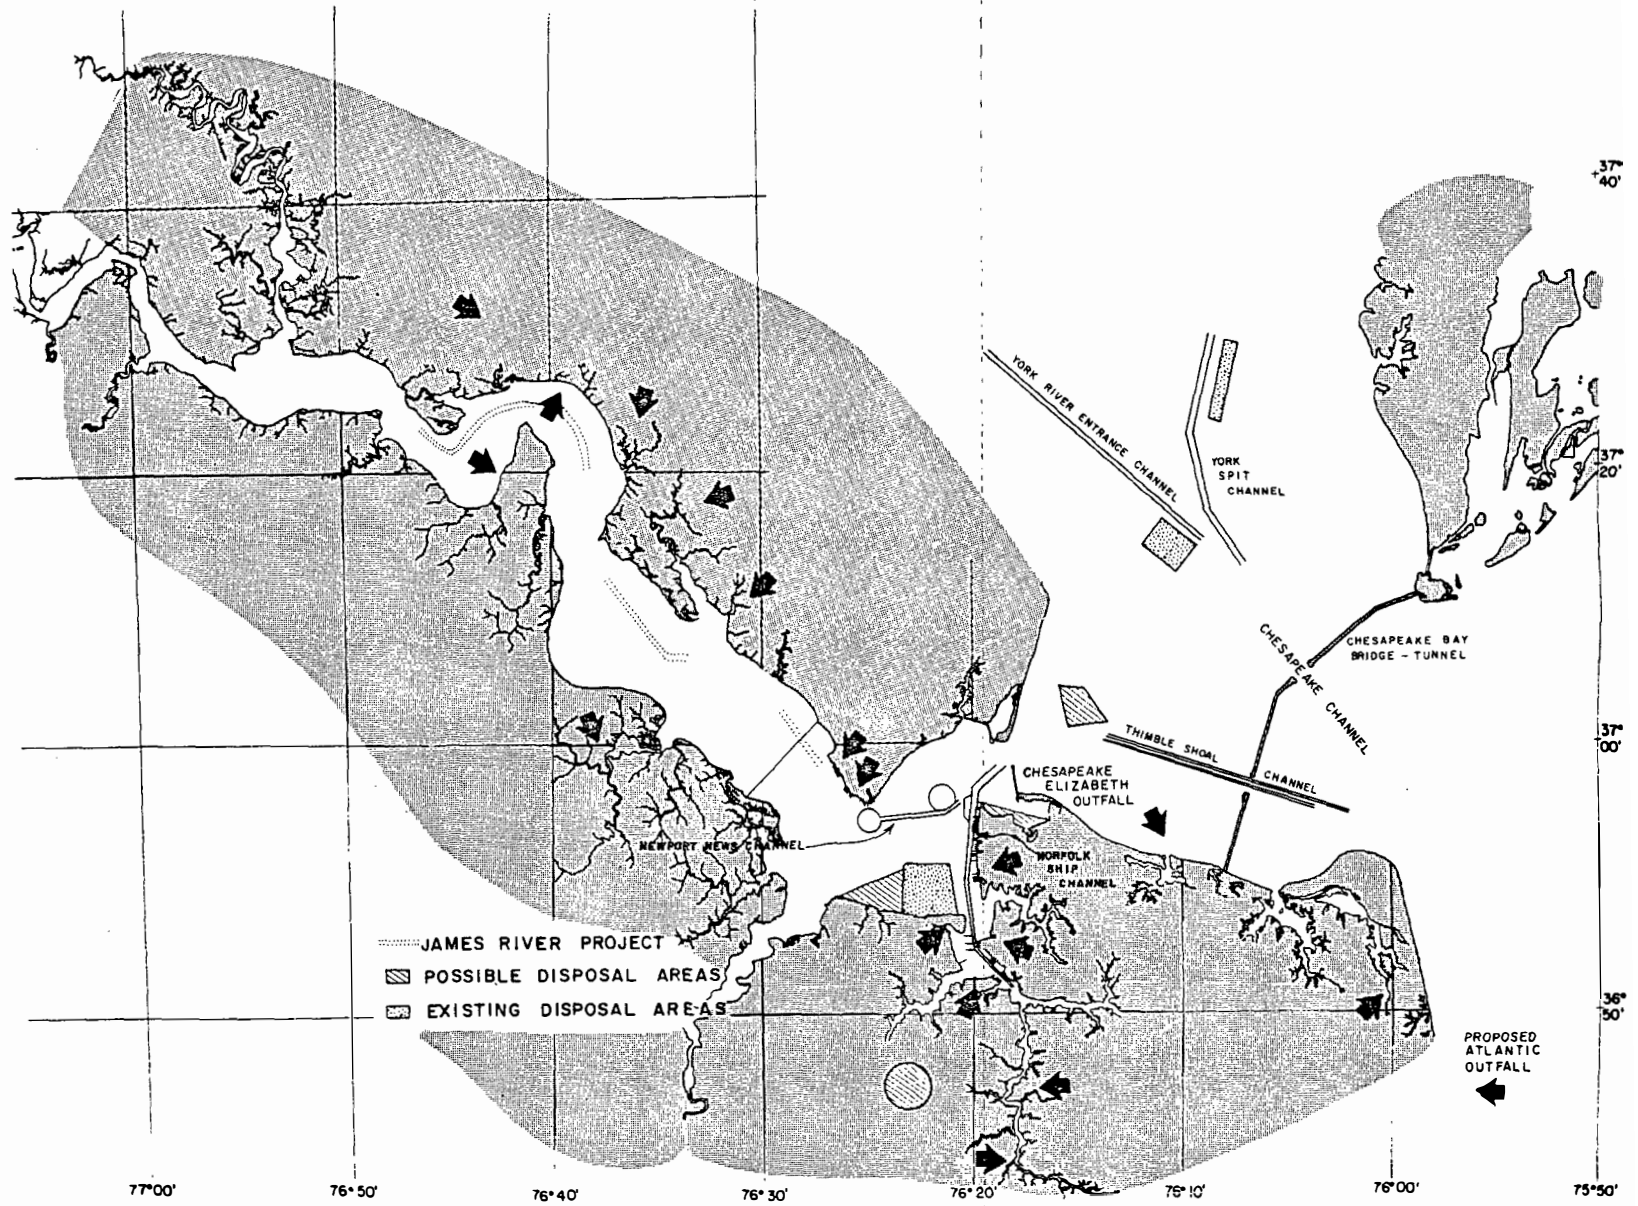 37°
40'
YORK RIVER ENTRANCE CHANNEL
YORK
SPIT
CHANNEL
37°
20'
CHESAPEAKE CHANNEL
CHESAPEAKE BAY
BRIDGE - TUNNEL
THIMBLE SHOAL CHANNEL
37°
00'
CHESAPEAKE
ELIZABETH
OUTFALL
NEWPORT NEWS CHANNEL
NORFOLK
SHIP
CHANNEL
JAMES RIVER PROJECT
POSSIBLE DISPOSAL AREAS
EXISTING DISPOSAL AREAS
36°
50'
PROPOSED
ATLANTIC
OUTFALL
77°00'
76°50'
76°40'
76°30'
76°20'
76°10'
76°00'
75°50'